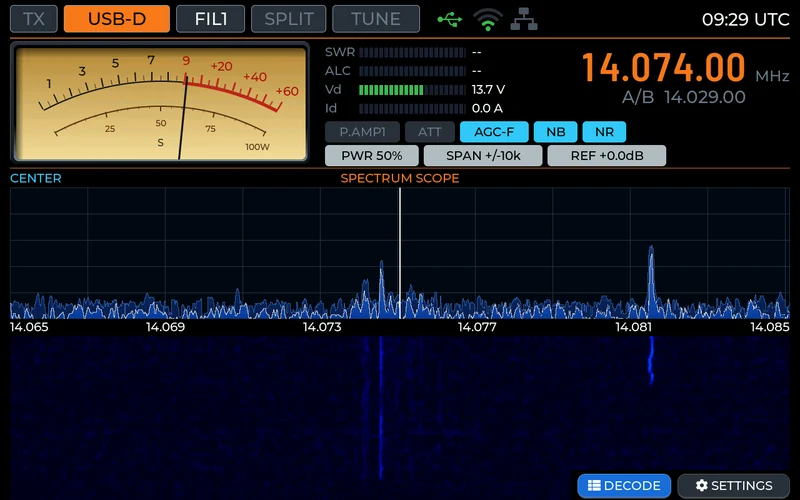 TX USB-D FIL1 SPLIT TUNE 09:29 UTC
1 3 5 7 9 +20 +40 +60
25 50 75 100W
S
SWR --
ALC --
Vd 13.7 V
Id 0.0 A
14.074.00 MHz
A/B 14.029.00
P.AMP1 ATT AGC-F NB NR
PWR 50% SPAN +/-10k REF +0.0dB
CENTER SPECTRUM SCOPE
14.065 14.069 14.073 14.077 14.081 14.085
DECODE SETTINGS